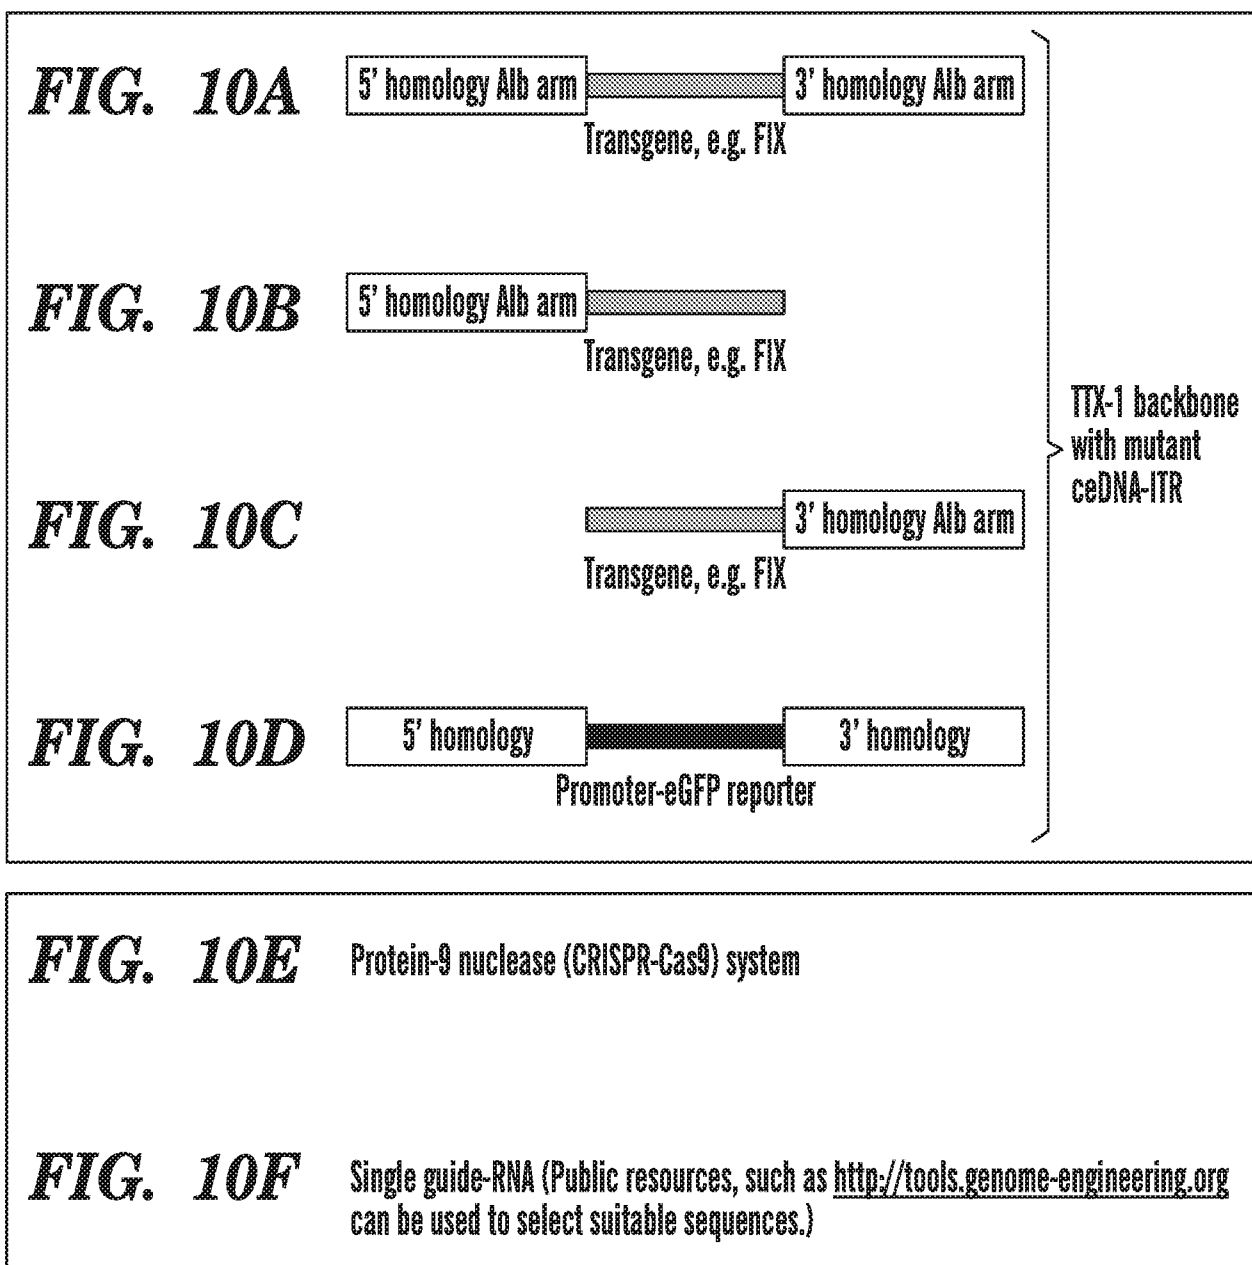 FIG. 10A
5' homology Alb arm
3' homology Alb arm
Transgene, e.g. FIX
FIG. 10B
5' homology Alb arm
Transgene, e.g. FIX
TTX-1 backbone
with mutant
ceDNA-ITR
FIG. 10C
3' homology Alb arm
Transgene, e.g. FIX
FIG. 10D
5' homology
3' homology
Promoter-eGFP reporter
FIG. 10E
Protein-9 nuclease (CRISPR-Cas9) system
FIG. 10F
Single guide-RNA (Public resources, such as http://tools.genome-engineering.org
can be used to select suitable sequences.)